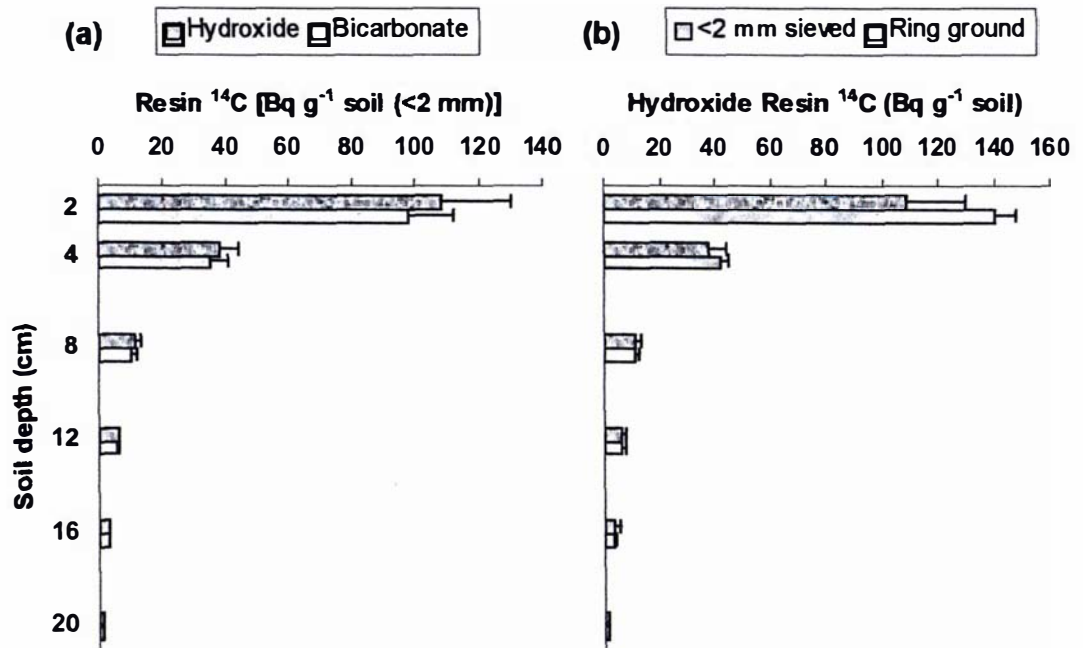 (a) Hydroxide Bicarbonate
Resin ¹⁴C [Bq g⁻¹ soil (<2 mm)]
0 20 40 60 80 100 120 140
Soil depth (cm)
2
4
8
12
16
20
(b) <2 mm sieved Ring ground
Hydroxide Resin ¹⁴C (Bq g⁻¹ soil)
0 20 40 60 80 100 120 140 160